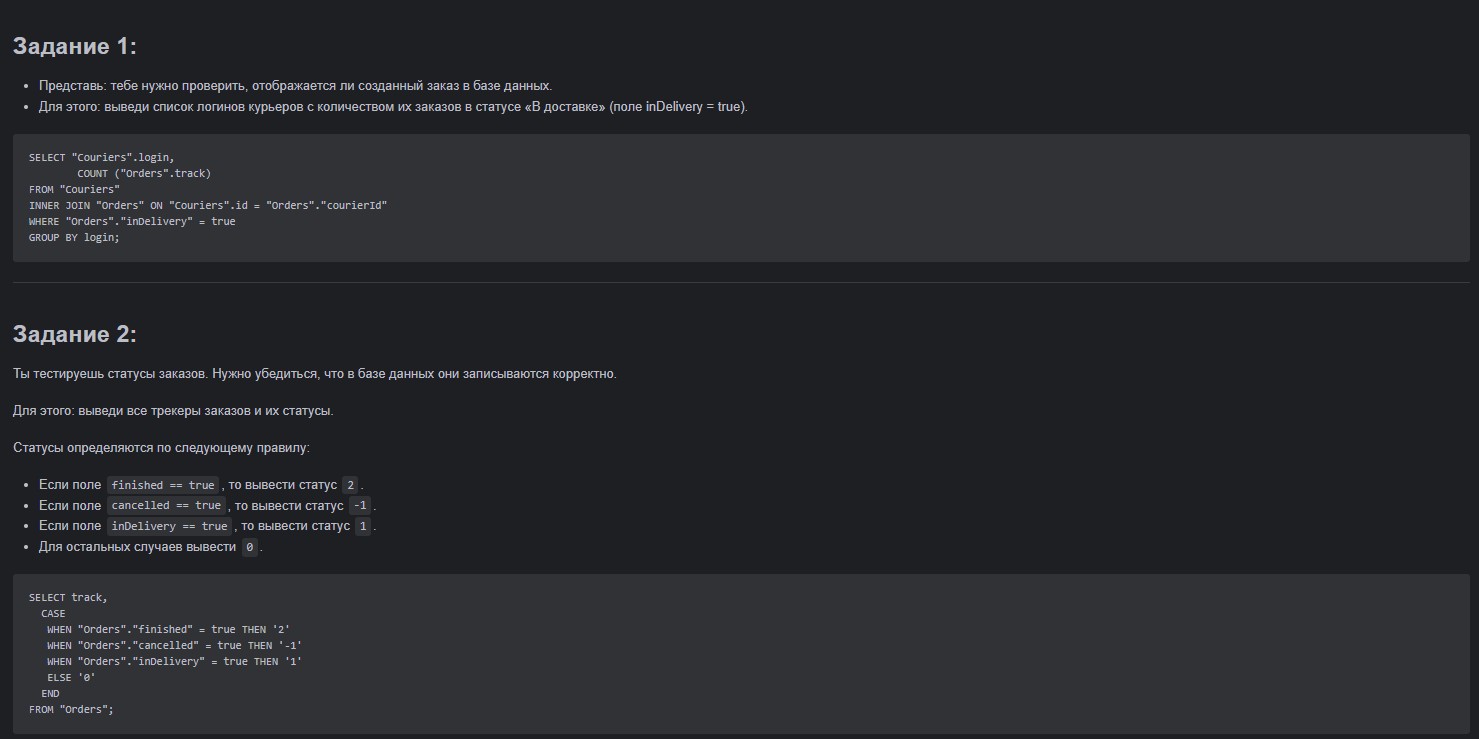 Задание 1:
• Представь: тебе нужно проверить, отображается ли созданный заказ в базе данных.
• Для этого: выведи список логинов курьеров с количеством их заказов в статусе «В доставке» (поле inDelivery = true).
SELECT "Couriers".login,
        COUNT ("Orders".track)
FROM "Couriers"
INNER JOIN "Orders" ON "Couriers".id = "Orders"."courierId"
WHERE "Orders"."inDelivery" = true
GROUP BY login;
Задание 2:
Ты тестируешь статусы заказов. Нужно убедиться, что в базе данных они записываются корректно.
Для этого: выведи все трекеры заказов и их статусы.
Статусы определяются по следующему правилу:
• Если поле finished == true , то вывести статус 2 .
• Если поле cancelled == true , то вывести статус -1 .
• Если поле inDelivery == true , то вывести статус 1 .
• Для остальных случаев вывести 0 .
SELECT track,
  CASE
   WHEN "Orders"."finished" = true THEN '2'
   WHEN "Orders"."cancelled" = true THEN '-1'
   WHEN "Orders"."inDelivery" = true THEN '1'
   ELSE '0'
  END
FROM "Orders";